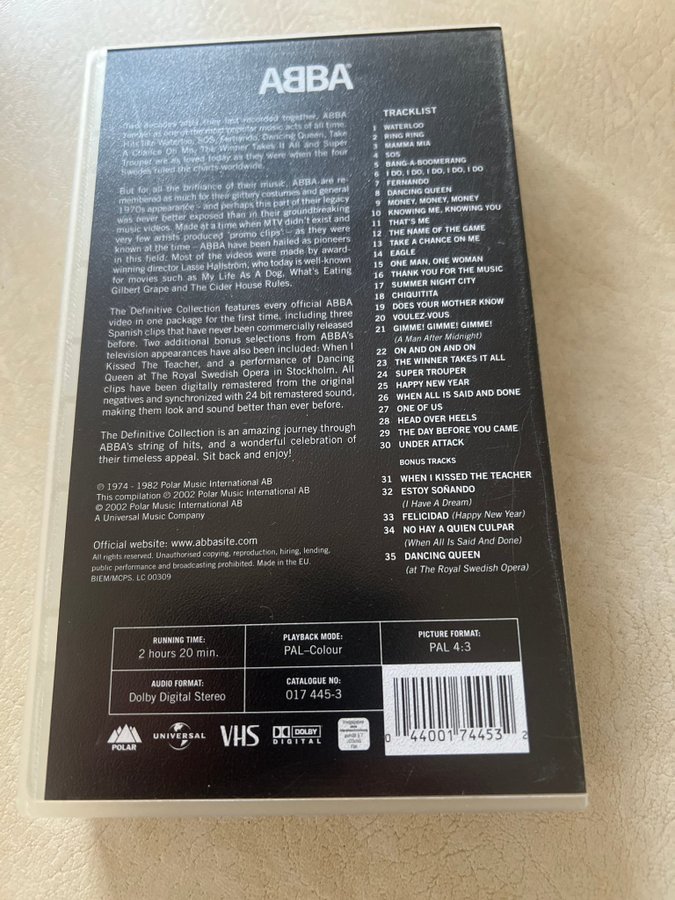 ABBA
Two decades after they last recorded together, ABBA
remain as one of the most popular music acts of all time.
Hits like Waterloo, SOS, Fernando, Dancing Queen, Take
A Chance On Me, The Winner Takes It All and Super
Trouper are as loved today as they were when the four
Swedes ruled the charts worldwide.
But for all the brilliance of their music, ABBA are re-
membered as much for their glittery costumes and general
1970s appearance - and perhaps this part of their legacy
was never better exposed than in their groundbreaking
music videos. Made at a time when MTV didn't exist and
very few artists produced 'promo clips' – as they were
known at the time – ABBA have been hailed as pioneers
in this field. Most of the videos were made by award-
winning director Lasse Hallström, who today is well-known
for movies such as My Life As A Dog, What's Eating
Gilbert Grape and The Cider House Rules.
The Definitive Collection features every official ABBA
video in one package for the first time, including three
Spanish clips that have never been commercially released
before. Two additional bonus selections from ABBA's
television appearances have also been included: When I
Kissed The Teacher, and a performance of Dancing
Queen at The Royal Swedish Opera in Stockholm. All
clips have been digitally remastered from the original
negatives and synchronized with 24 bit remastered sound,
making them look and sound better than ever before.
The Definitive Collection is an amazing journey through
ABBA's string of hits, and a wonderful celebration of
their timeless appeal. Sit back and enjoy!
℗ 1974 - 1982 Polar Music International AB
This compilation ℗ 2002 Polar Music International AB
© 2002 Polar Music International AB
A Universal Music Company
Official website: www.abbasite.com
All rights reserved. Unauthorised copying, reproduction, hiring, lending,
public performance and broadcasting prohibited. Made in the EU.
BIEM/MCPS. LC 00309
TRACKLIST
1 WATERLOO
2 RING RING
3 MAMMA MIA
4 SOS
5 BANG-A-BOOMERANG
6 I DO, I DO, I DO, I DO, I DO
7 FERNANDO
8 DANCING QUEEN
9 MONEY, MONEY, MONEY
10 KNOWING ME, KNOWING YOU
11 THAT'S ME
12 THE NAME OF THE GAME
13 TAKE A CHANCE ON ME
14 EAGLE
15 ONE MAN, ONE WOMAN
16 THANK YOU FOR THE MUSIC
17 SUMMER NIGHT CITY
18 CHIQUITITA
19 DOES YOUR MOTHER KNOW
20 VOULEZ-VOUS
21 GIMME! GIMME! GIMME!
(A Man After Midnight)
22 ON AND ON AND ON
23 THE WINNER TAKES IT ALL
24 SUPER TROUPER
25 HAPPY NEW YEAR
26 WHEN ALL IS SAID AND DONE
27 ONE OF US
28 HEAD OVER HEELS
29 THE DAY BEFORE YOU CAME
30 UNDER ATTACK
BONUS TRACKS
31 WHEN I KISSED THE TEACHER
32 ESTOY SOÑANDO
(I Have A Dream)
33 FELICIDAD (Happy New Year)
34 NO HAY A QUIEN CULPAR
(When All Is Said And Done)
35 DANCING QUEEN
(at The Royal Swedish Opera)
RUNNING TIME:
2 hours 20 min.
PLAYBACK MODE:
PAL–Colour
PICTURE FORMAT:
PAL 4:3
AUDIO FORMAT:
Dolby Digital Stereo
CATALOGUE NO:
017 445-3
POLAR
UNIVERSAL
VHS
DOLBY
DIGITAL
0 44001 74453 2